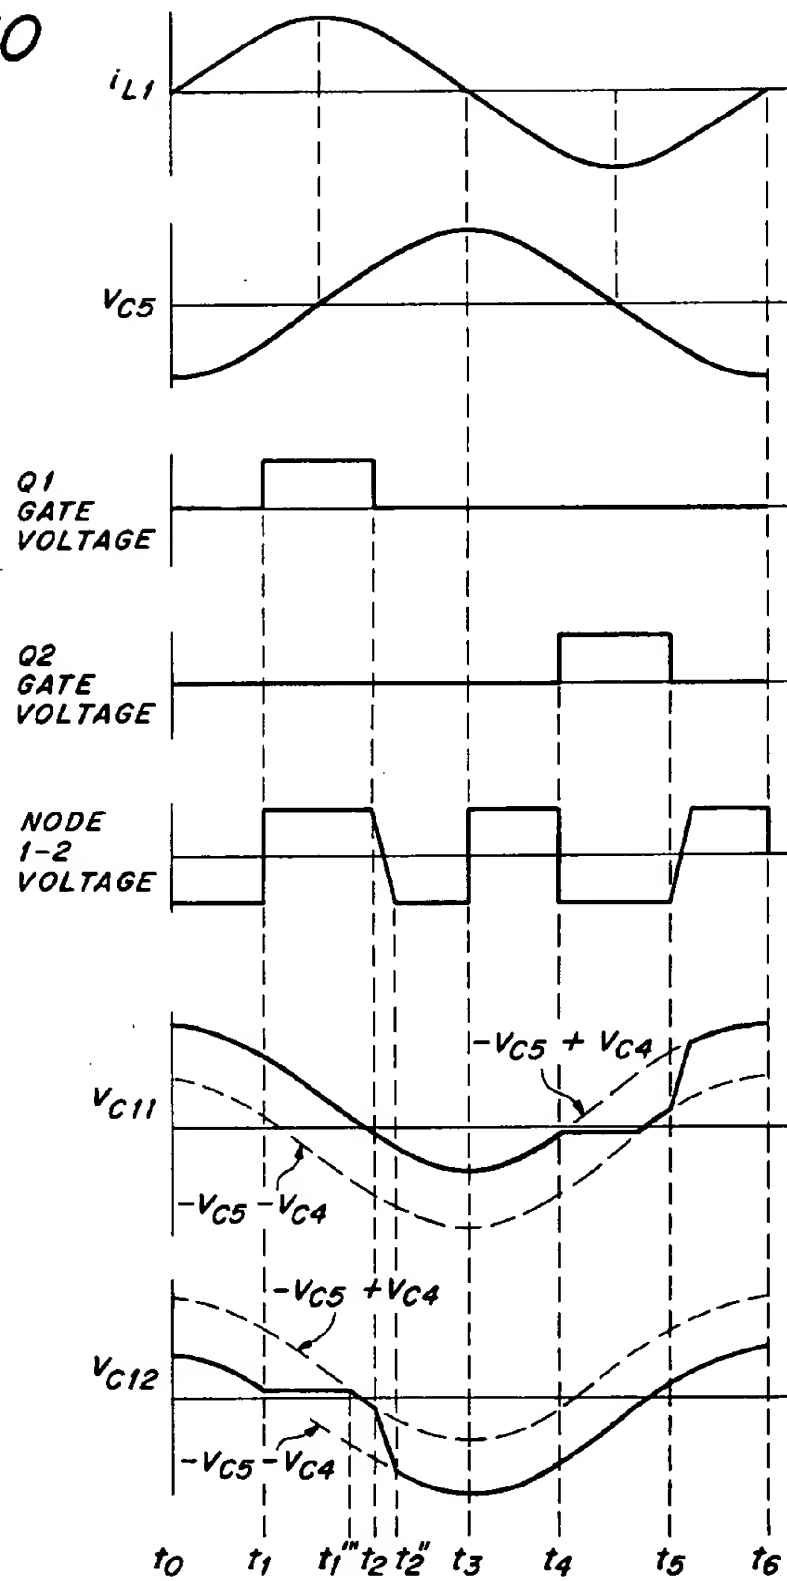 iL1
VC5
Q1
GATE
VOLTAGE
Q2
GATE
VOLTAGE
NODE
1-2
VOLTAGE
-VC5 + VC4
VC11
-VC5 -VC4
-VC5 +VC4
VC12
-VC5 -VC4
t0 t1 t1''' t2 t2'' t3 t4 t5 t6